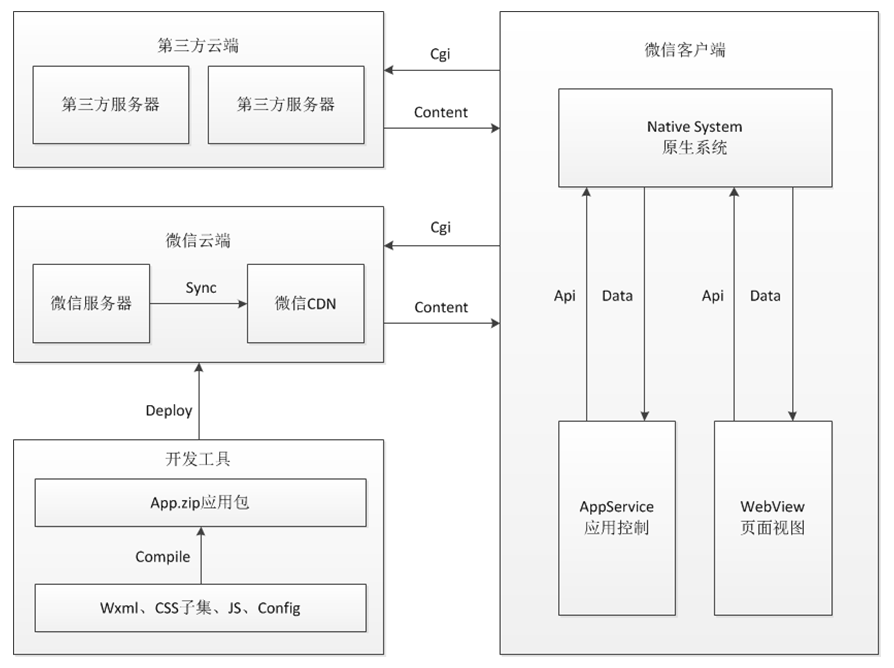 第三方云端
第三方服务器
第三方服务器
Cgi
Content
微信云端
微信服务器
Sync
微信CDN
Cgi
Content
Deploy
开发工具
App.zip应用包
Compile
Wxml、CSS子集、JS、Config
微信客户端
Native System
原生系统
Api
Data
Api
Data
AppService
应用控制
WebView
页面视图